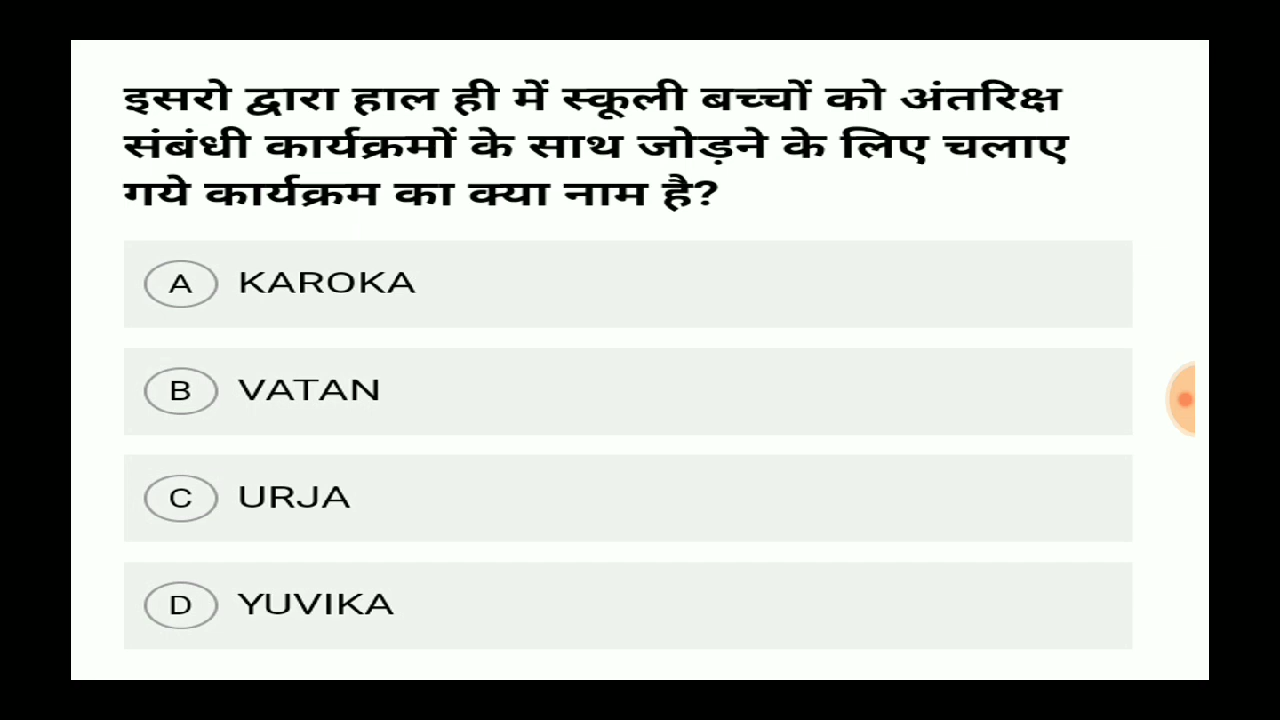 इसरो द्वारा हाल ही में स्कूली बच्चों को अंतरिक्ष
संबंधी कार्यक्रमों के साथ जोड़ने के लिए चलाए
गये कार्यक्रम का क्या नाम है?
A KAROKA
B VATAN
C URJA
D YUVIKA